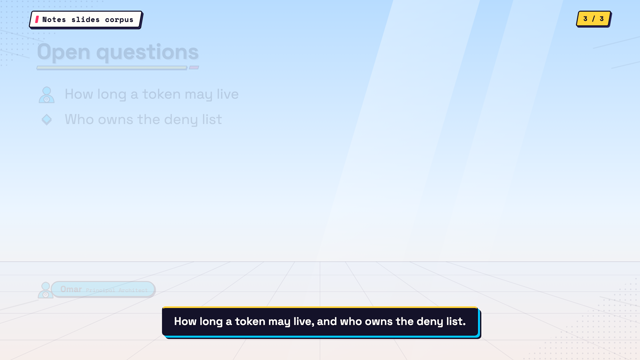 Notes slides corpus
3 / 3
Open questions
How long a token may live
Who owns the deny list
Omar
How long a token may live, and who owns the deny list.